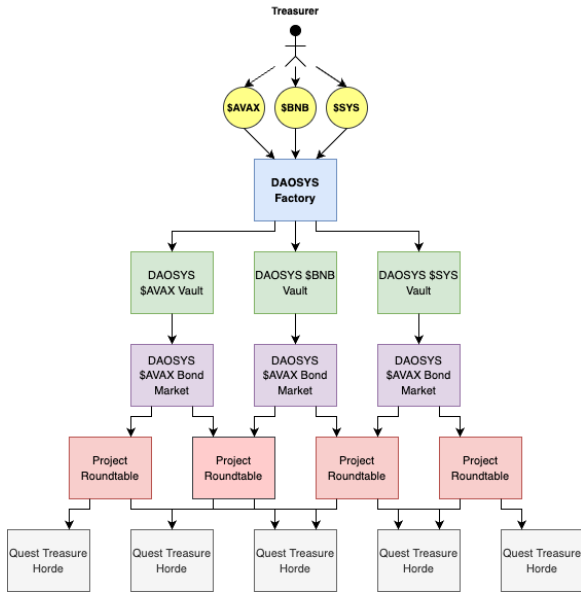 Treasurer
$AVAX
$BNB
$SYS
DAOSYS
Factory
DAOSYS
$AVAX Vault
DAOSYS $BNB
Vault
DAOSYS $SYS
Vault
DAOSYS
$AVAX Bond
Market
DAOSYS
$AVAX Bond
Market
DAOSYS
$AVAX Bond
Market
Project
Roundtable
Project
Roundtable
Project
Roundtable
Project
Roundtable
Quest Treasure
Horde
Quest Treasure
Horde
Quest Treasure
Horde
Quest Treasure
Horde
Quest Treasure
Horde